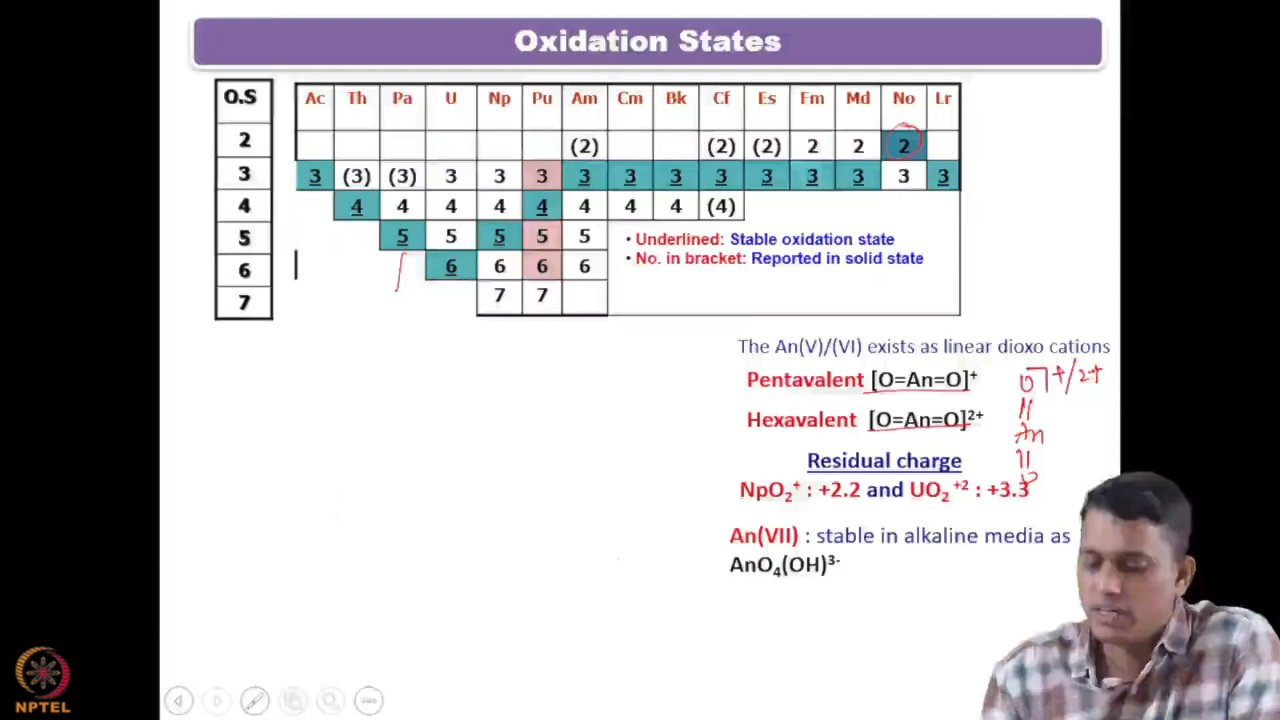 Oxidation States
O.S Ac Th Pa U Np Pu Am Cm Bk Cf Es Fm Md No Lr
2 (2) (2) (2) 2 2 2
3 3 (3) (3) 3 3 3 3 3 3 3 3 3 3 3 3
4 4 4 4 4 4 4 4 4 (4)
5 5 5 5 5 5
6 6 6 6 6
7 7 7
• Underlined: Stable oxidation state
• No. in bracket: Reported in solid state
The An(V)/(VI) exists as linear dioxo cations
Pentavalent [O=An=O]⁺
Hexavalent [O=An=O]²⁺
O ]+/2+
||
An
||
O
Residual charge
NpO₂⁺ : +2.2 and UO₂⁺² : +3.3
An(VII) : stable in alkaline media as
AnO₄(OH)³⁻
NPTEL